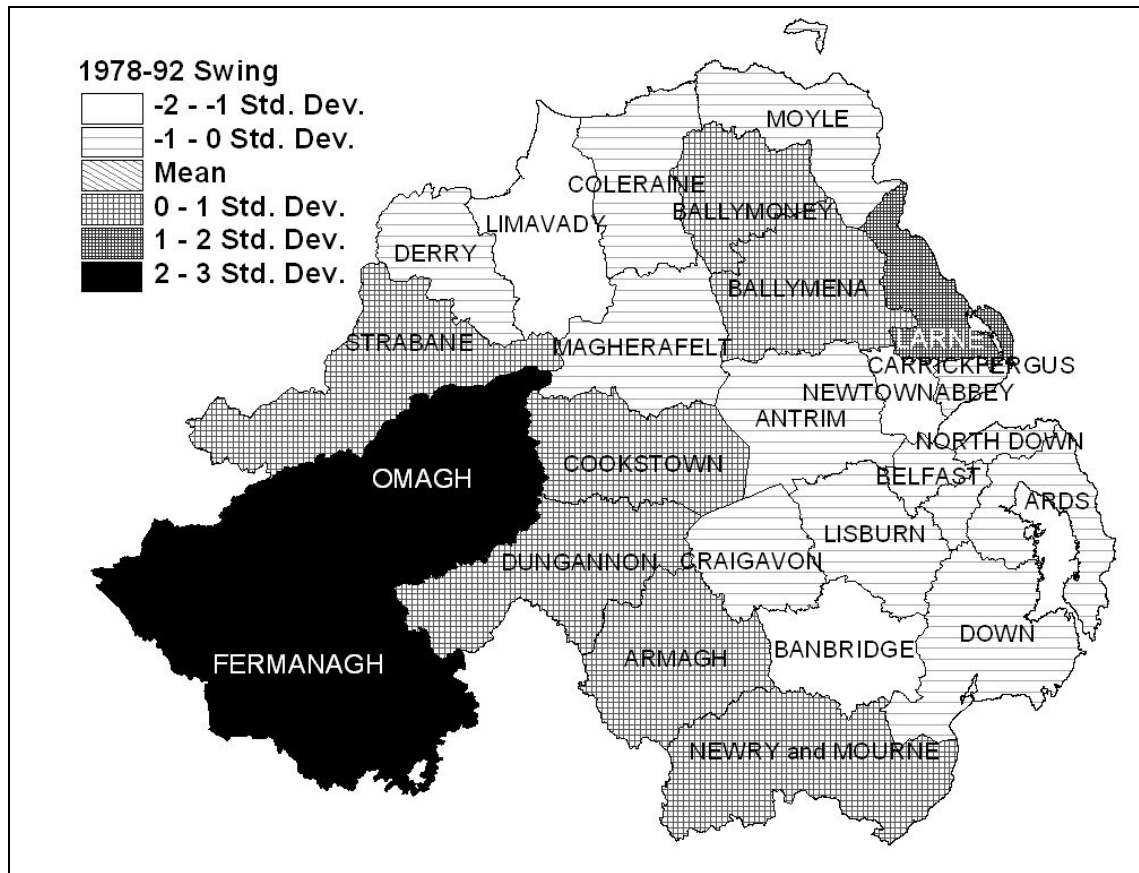 1978-92 Swing
-2 - -1 Std. Dev.
-1 - 0 Std. Dev.
Mean
0 - 1 Std. Dev.
1 - 2 Std. Dev.
2 - 3 Std. Dev.
MOYLE
COLERAINE
BALLYMONEY
LIMAVADY
DERRY
BALLYMENA
STRABANE
MAGHERAFELT
LARNE
CARRICKFERGUS
NEWTOWNABBEY
ANTRIM
NORTH DOWN
COOKSTOWN
OMAGH
BELFAST
ARDS
LISBURN
DUNGANNON
CRAIGAVON
DOWN
BANBRIDGE
ARMAGH
FERMANAGH
NEWRY and MOURNE